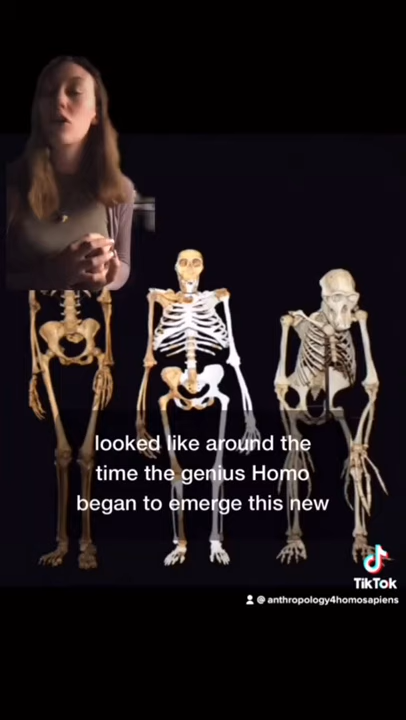 looked like around the
time the genius Homo
began to emerge this new
TikTok
@ anthropology4homosapiens